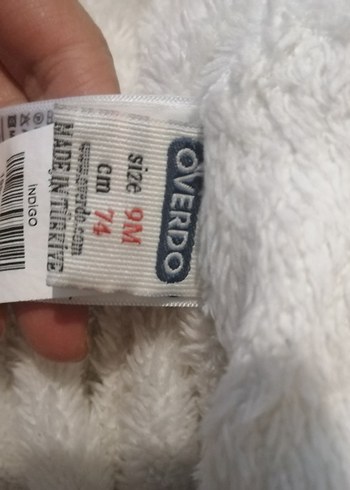 OVERDO
size 9M
cm 74
www.overdo.com
MADE IN TÜRKİYE
INDIGO